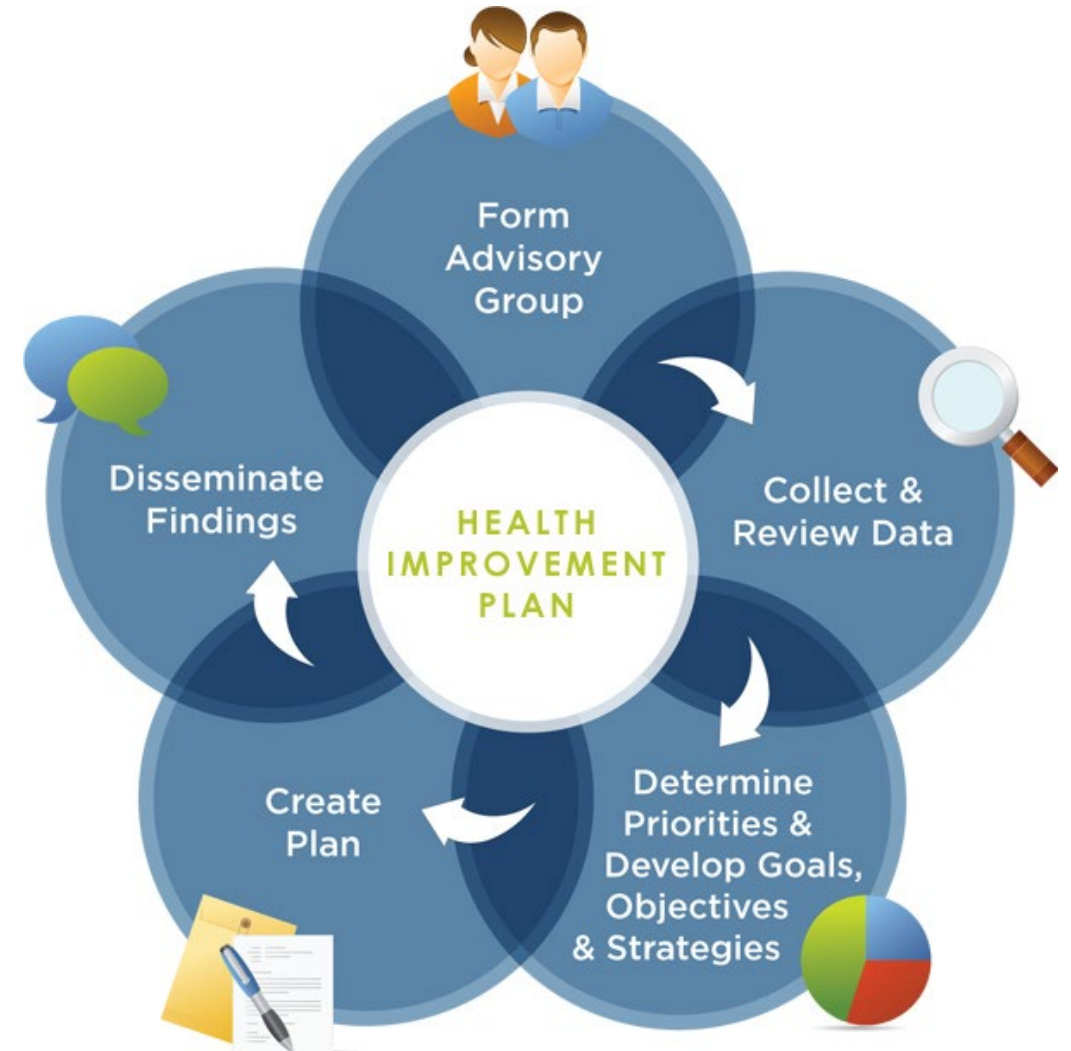 Form
Advisory
Group
Collect &
Review Data
Determine
Priorities &
Develop Goals,
Objectives
& Strategies
Create
Plan
Disseminate
Findings
HEALTH
IMPROVEMENT
PLAN